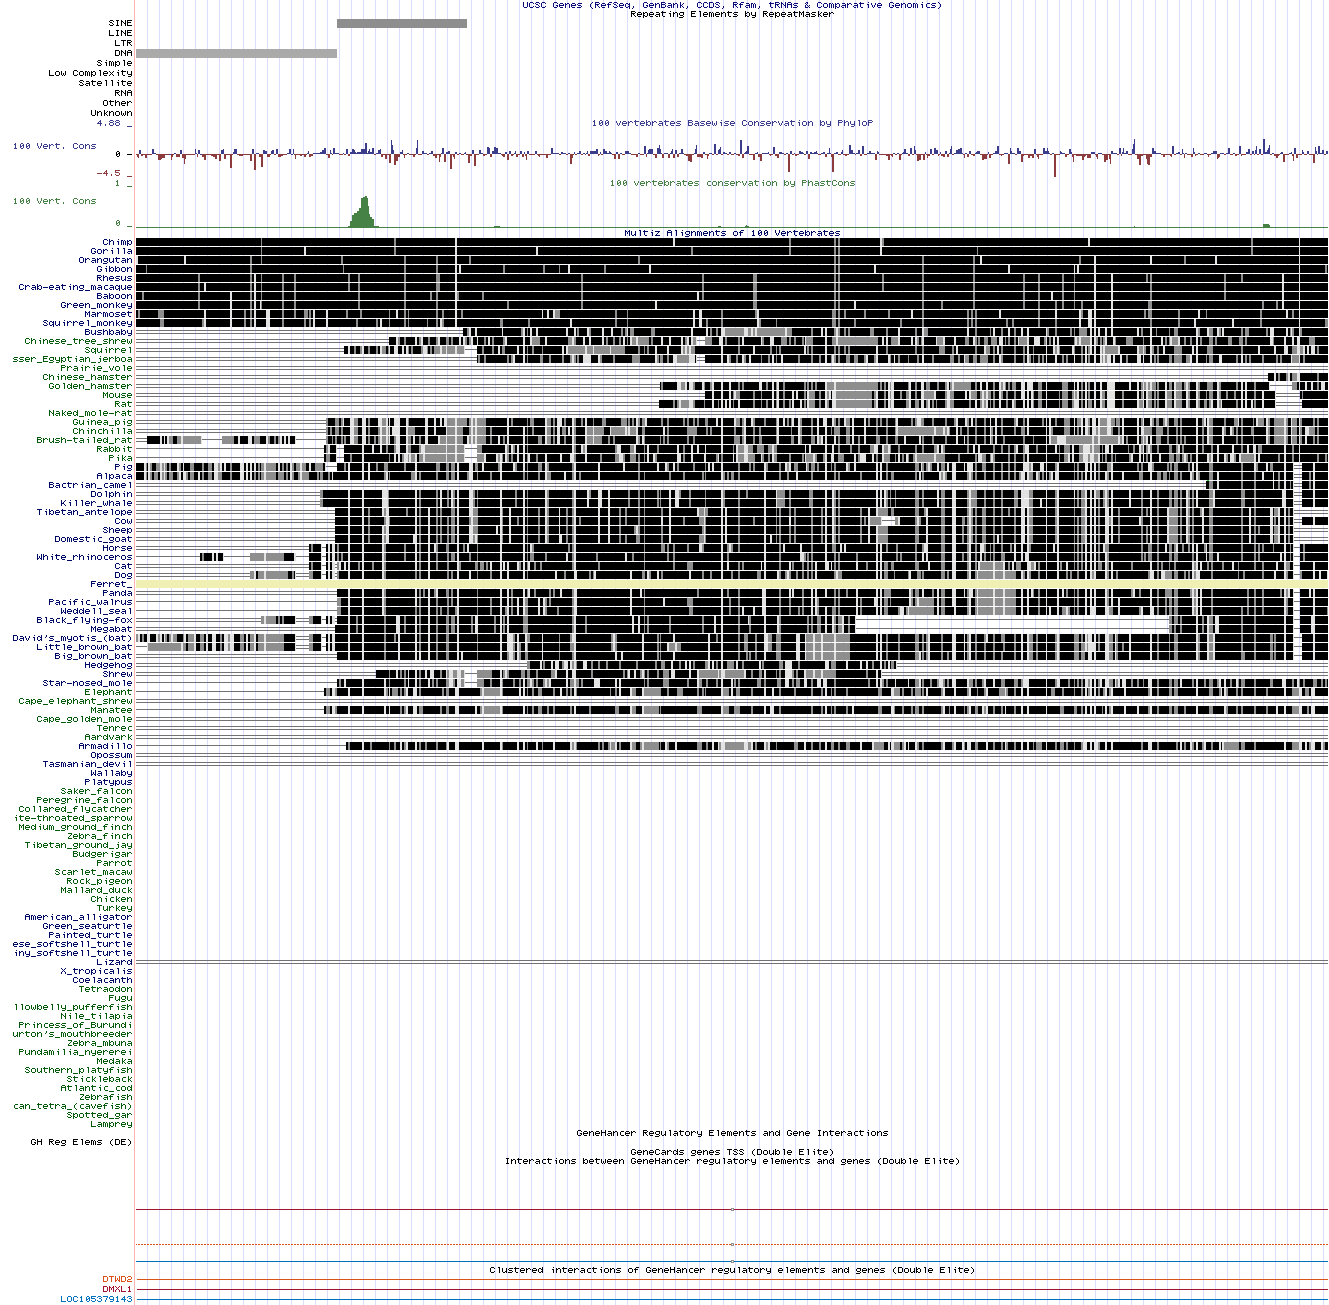 UCSC Genes (RefSeq, GenBank, CCDS, Rfam, tRNAs & Comparative Genomics)
Repeating Elements by RepeatMasker
SINE
LINE
LTR
DNA
Simple
Low Complexity
Satellite
RNA
Other
Unknown
100 vertebrates Basewise Conservation by PhyloP
4.88 _
100 Vert. Cons
0 _
-4.5 _
100 vertebrates conservation by PhastCons
1 _
100 Vert. Cons
0 _
Multiz Alignments of 100 Vertebrates
Chimp
Gorilla
Orangutan
Gibbon
Rhesus
Crab-eating_macaque
Baboon
Green_monkey
Marmoset
Squirrel_monkey
Bushbaby
Chinese_tree_shrew
Squirrel
sser_Egyptian_jerboa
Prairie_vole
Chinese_hamster
Golden_hamster
Mouse
Rat
Naked_mole-rat
Guinea_pig
Chinchilla
Brush-tailed_rat
Rabbit
Pika
Pig
Alpaca
Bactrian_camel
Dolphin
Killer_whale
Tibetan_antelope
Cow
Sheep
Domestic_goat
Horse
White_rhinoceros
Cat
Dog
Ferret_
Panda
Pacific_walrus
Weddell_seal
Black_flying-fox
Megabat
David's_myotis_(bat)
Little_brown_bat
Big_brown_bat
Hedgehog
Shrew
Star-nosed_mole
Elephant
Cape_elephant_shrew
Manatee
Cape_golden_mole
Tenrec
Aardvark
Armadillo
Opossum
Tasmanian_devil
Wallaby
Platypus
Saker_falcon
Peregrine_falcon
Collared_flycatcher
ite-throated_sparrow
Medium_ground_finch
Zebra_finch
Tibetan_ground_jay
Budgerigar
Parrot
Scarlet_macaw
Rock_pigeon
Mallard_duck
Chicken
Turkey
American_alligator
Green_seaturtle
Painted_turtle
ese_softshell_turtle
iny_softshell_turtle
Lizard
X_tropicalis
Coelacanth
Tetraodon
Fugu
llowbelly_pufferfish
Nile_tilapia
Princess_of_Burundi
urton's_mouthbreeder
Zebra_mbuna
Pundamilia_nyererei
Medaka
Southern_platyfish
Stickleback
Atlantic_cod
Zebrafish
can_tetra_(cavefish)
Spotted_gar
Lamprey
GeneHancer Regulatory Elements and Gene Interactions
GH Reg Elems (DE)
GeneCards genes TSS (Double Elite)
Interactions between GeneHancer regulatory elements and genes (Double Elite)
Clustered interactions of GeneHancer regulatory elements and genes (Double Elite)
DTWD2
DMXL1
LOC105379143